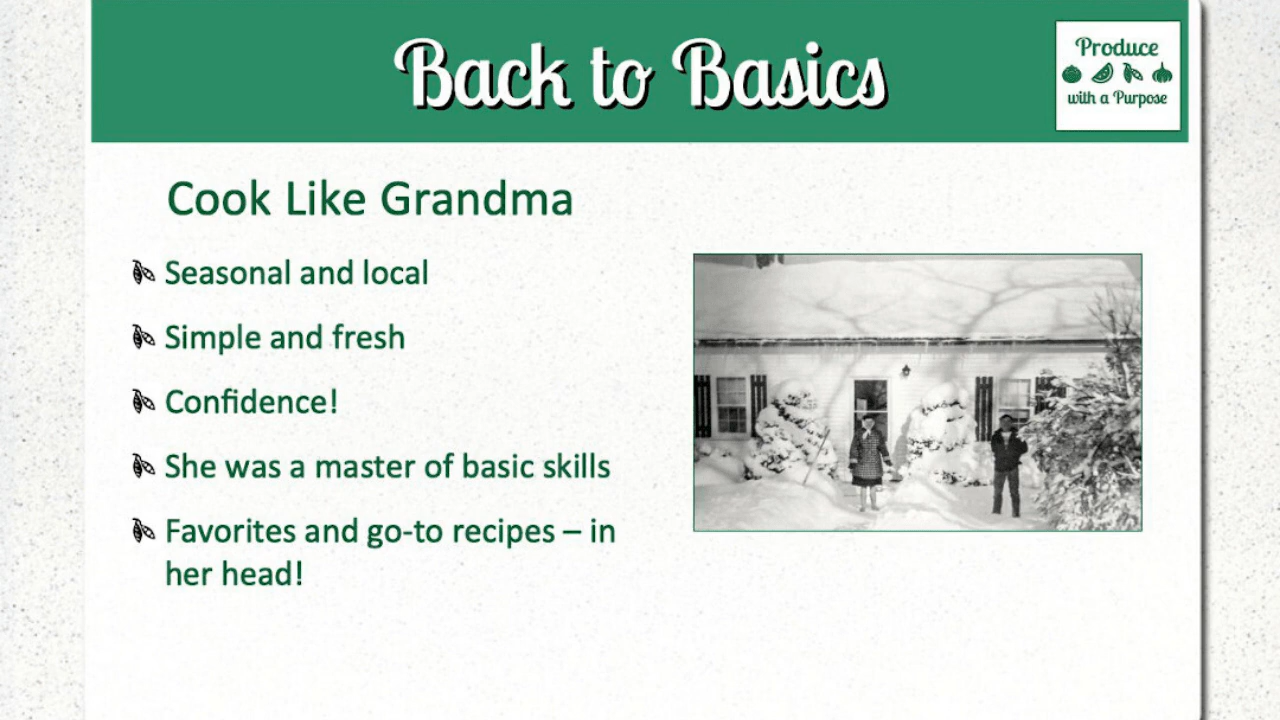 Back to Basics
Produce
with a Purpose
Cook Like Grandma
Seasonal and local
Simple and fresh
Confidence!
She was a master of basic skills
Favorites and go-to recipes – in
her head!